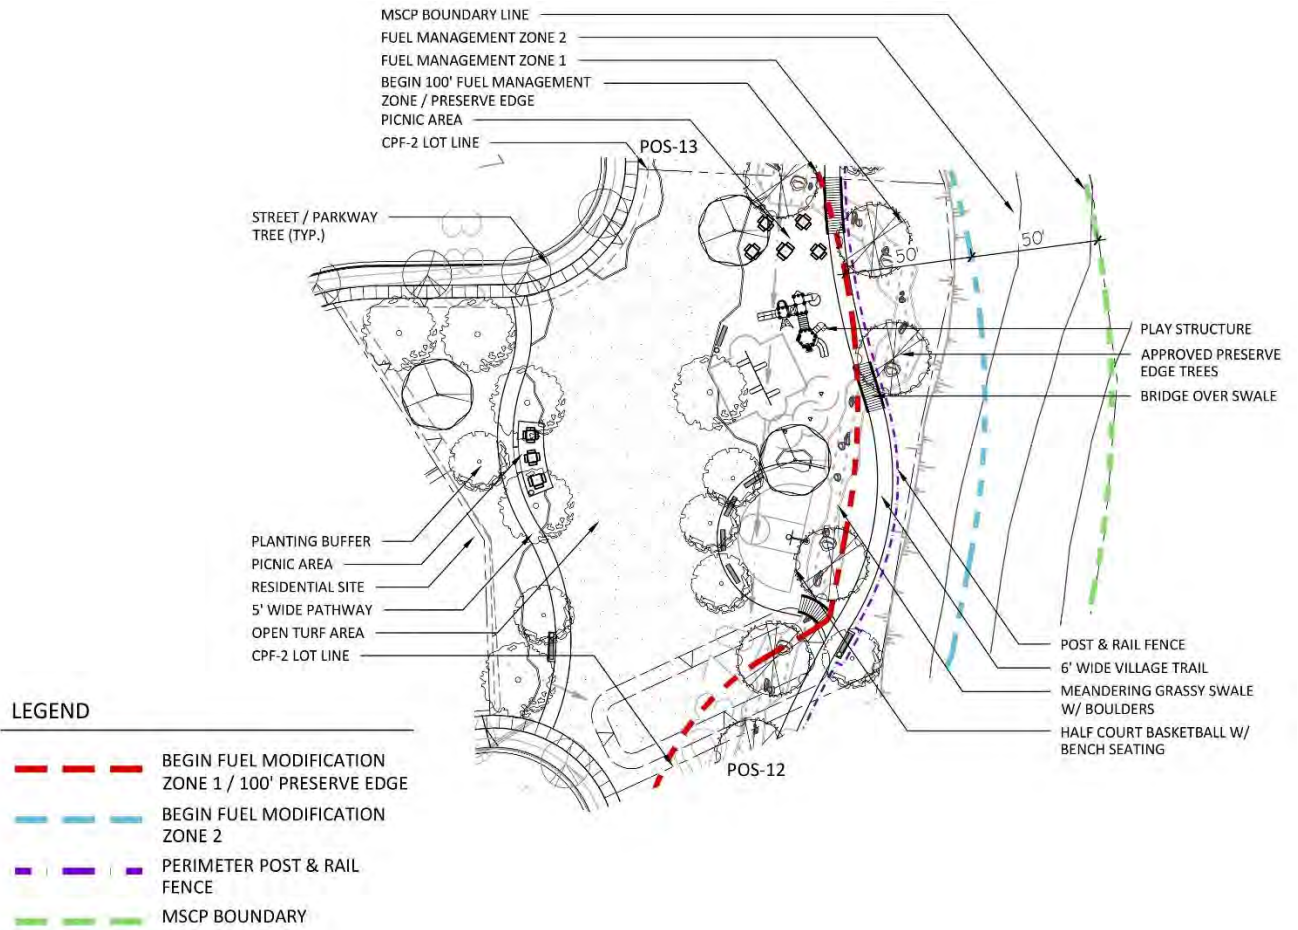 MSCP BOUNDARY LINE
FUEL MANAGEMENT ZONE 2
FUEL MANAGEMENT ZONE 1
BEGIN 100' FUEL MANAGEMENT
ZONE / PRESERVE EDGE
PICNIC AREA
CPF-2 LOT LINE
POS-13
STREET / PARKWAY
TREE (TYP.)
50'
50'
PLAY STRUCTURE
APPROVED PRESERVE
EDGE TREES
BRIDGE OVER SWALE
PLANTING BUFFER
PICNIC AREA
RESIDENTIAL SITE
5' WIDE PATHWAY
OPEN TURF AREA
CPF-2 LOT LINE
POST & RAIL FENCE
6' WIDE VILLAGE TRAIL
MEANDERING GRASSY SWALE
W/ BOULDERS
HALF COURT BASKETBALL W/
BENCH SEATING
POS-12
LEGEND
BEGIN FUEL MODIFICATION
ZONE 1 / 100' PRESERVE EDGE
BEGIN FUEL MODIFICATION
ZONE 2
PERIMETER POST & RAIL
FENCE
MSCP BOUNDARY